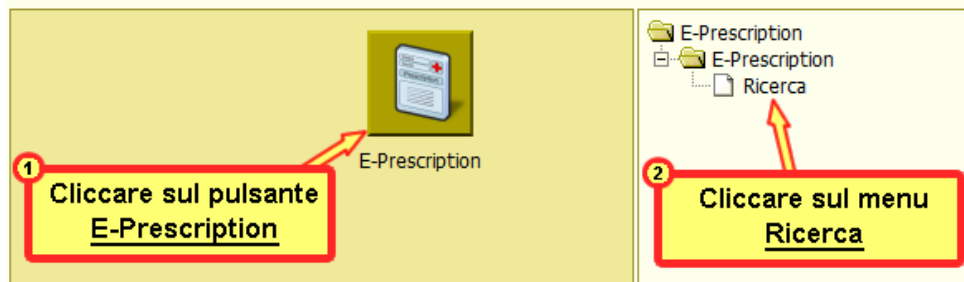 E-Prescription
1
Cliccare sul pulsante
E-Prescription
E-Prescription
E-Prescription
Ricerca
2
Cliccare sul menu
Ricerca